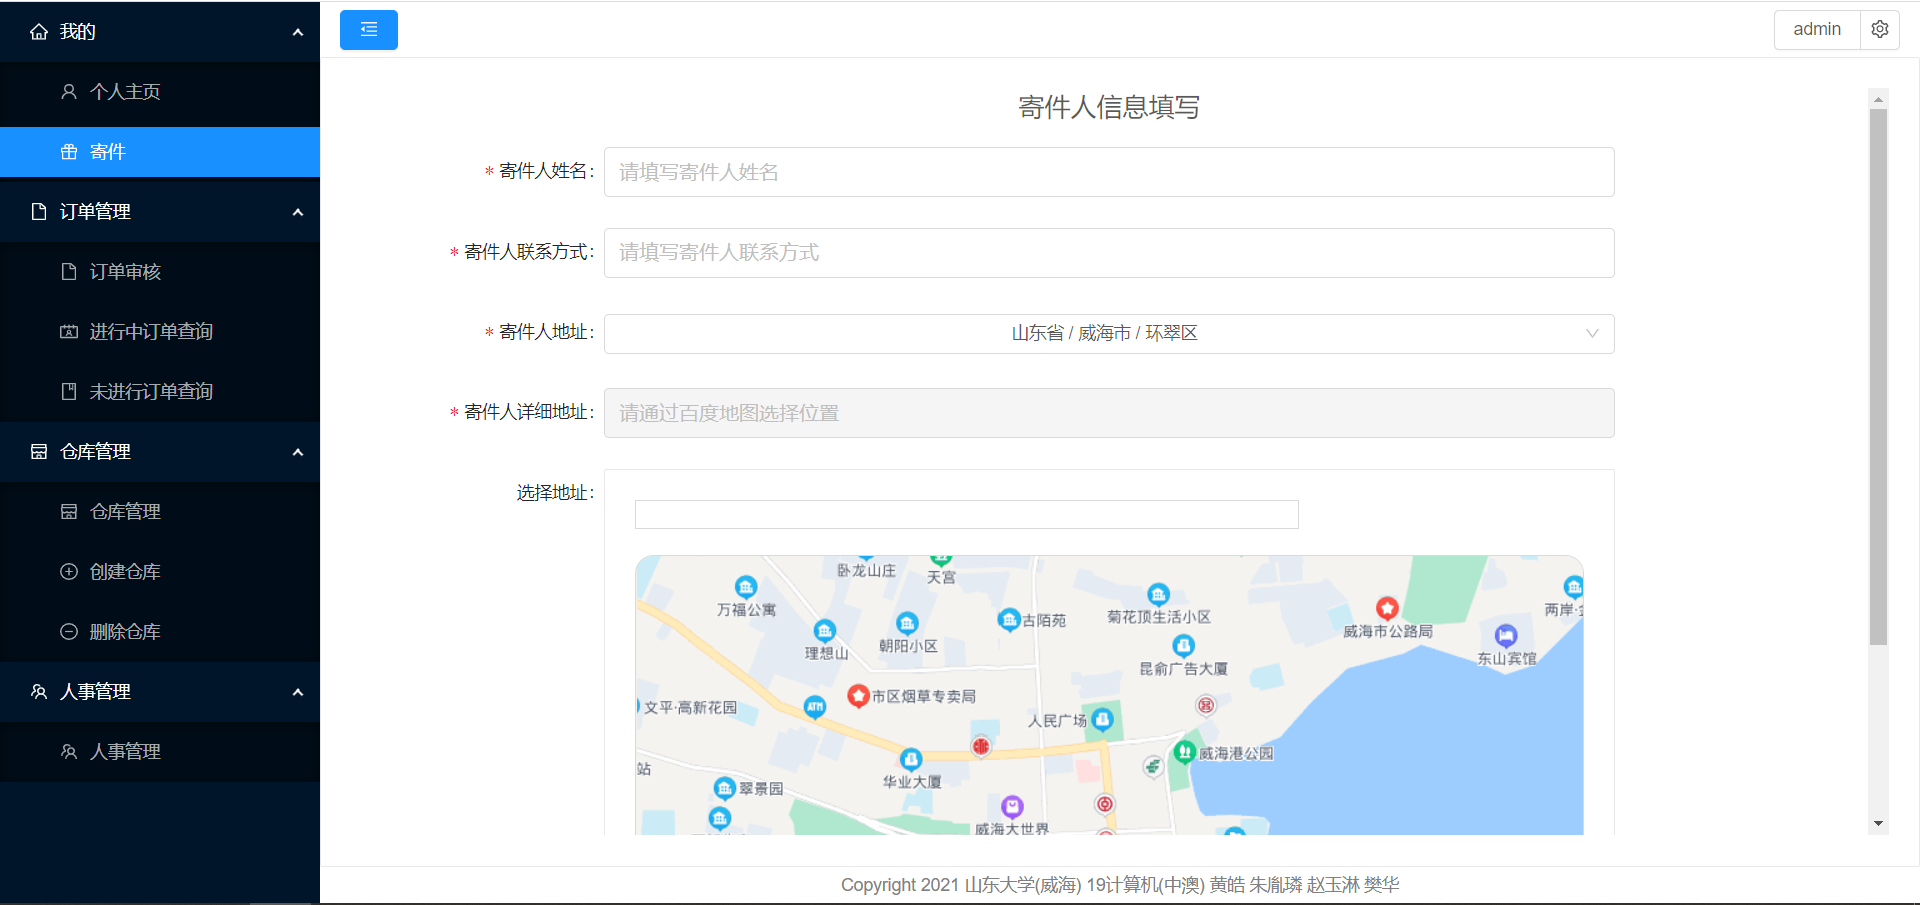 我的
个人主页
寄件
订单管理
订单审核
进行中订单查询
未进行订单查询
仓库管理
仓库管理
创建仓库
删除仓库
人事管理
人事管理
admin
寄件人信息填写
* 寄件人姓名:
请填写寄件人姓名
* 寄件人联系方式:
请填写寄件人联系方式
* 寄件人地址:
山东省 / 威海市 / 环翠区
* 寄件人详细地址:
请通过百度地图选择位置
选择地址:
卧龙山庄
天宫
万福公寓
古陌苑
菊花顶生活小区
两岸·
威海市公路局
朝阳小区
理想山
昆俞广告大厦
东山宾馆
市区烟草专卖局
文平·高新花园
ATM
人民广场
威海港公园
站
华业大厦
翠景园
威海大世界
Copyright 2021 山东大学(威海) 19计算机(中澳) 黄皓 朱胤璘 赵玉淋 樊华